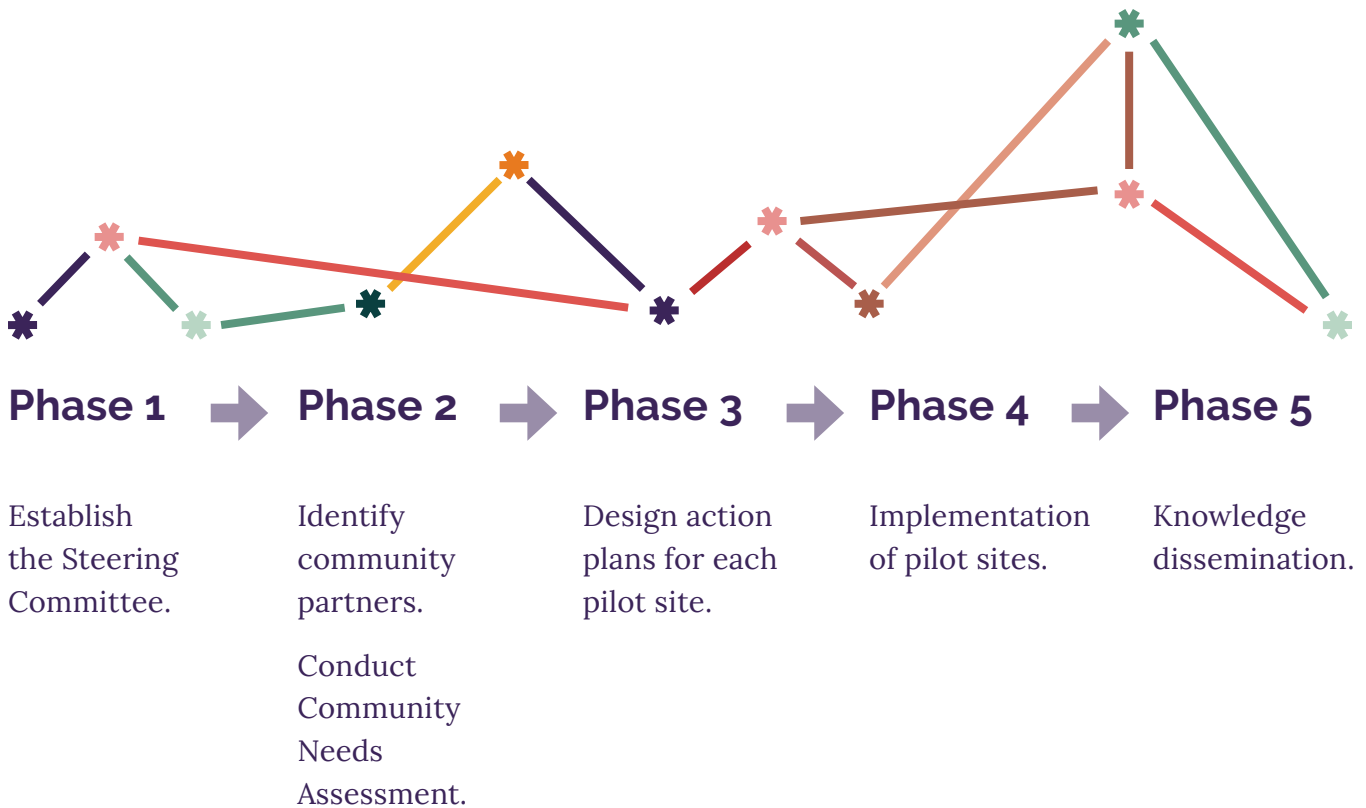 Phase 1
Establish
the Steering
Committee.
Phase 2
Identify
community
partners.
Conduct
Community
Needs
Assessment.
Phase 3
Design action
plans for each
pilot site.
Phase 4
Implementation
of pilot sites.
Phase 5
Knowledge
dissemination.